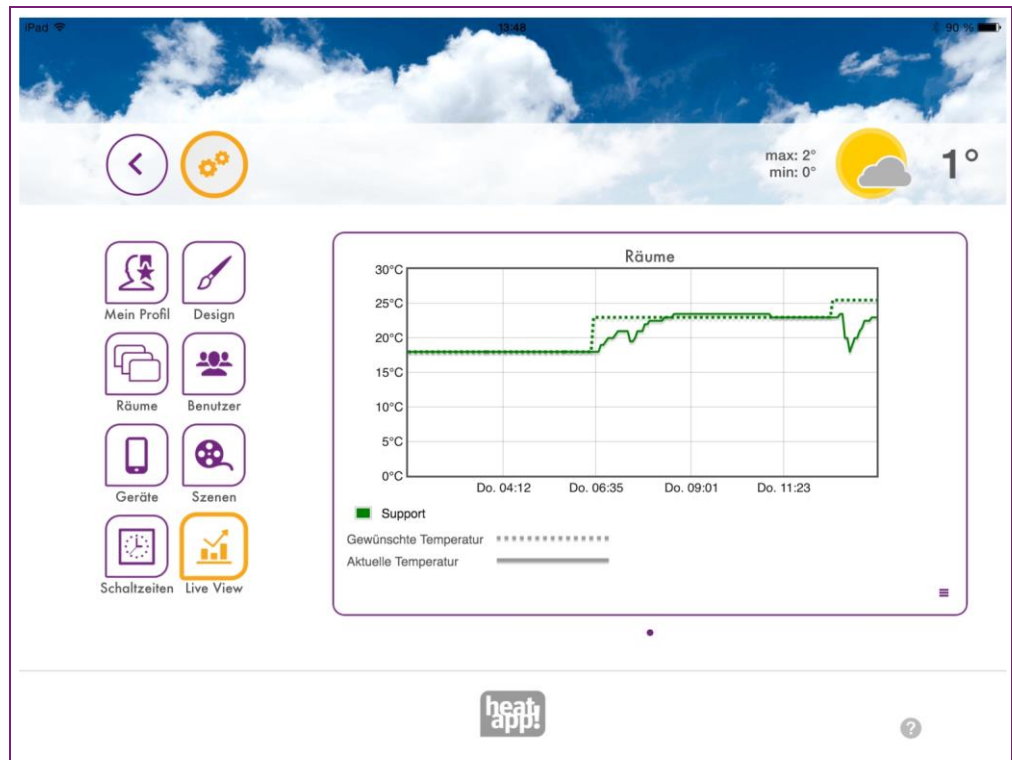 iPad 13:48 90 %
max: 2°
min: 0°
1°
Mein Profil Design
Räume Benutzer
Geräte Szenen
Schaltzeiten Live View
Räume
30°C
25°C
20°C
15°C
10°C
5°C
0°C
Do. 04:12 Do. 06:35 Do. 09:01 Do. 11:23
Support
Gewünschte Temperatur
Aktuelle Temperatur
heat
app!
?